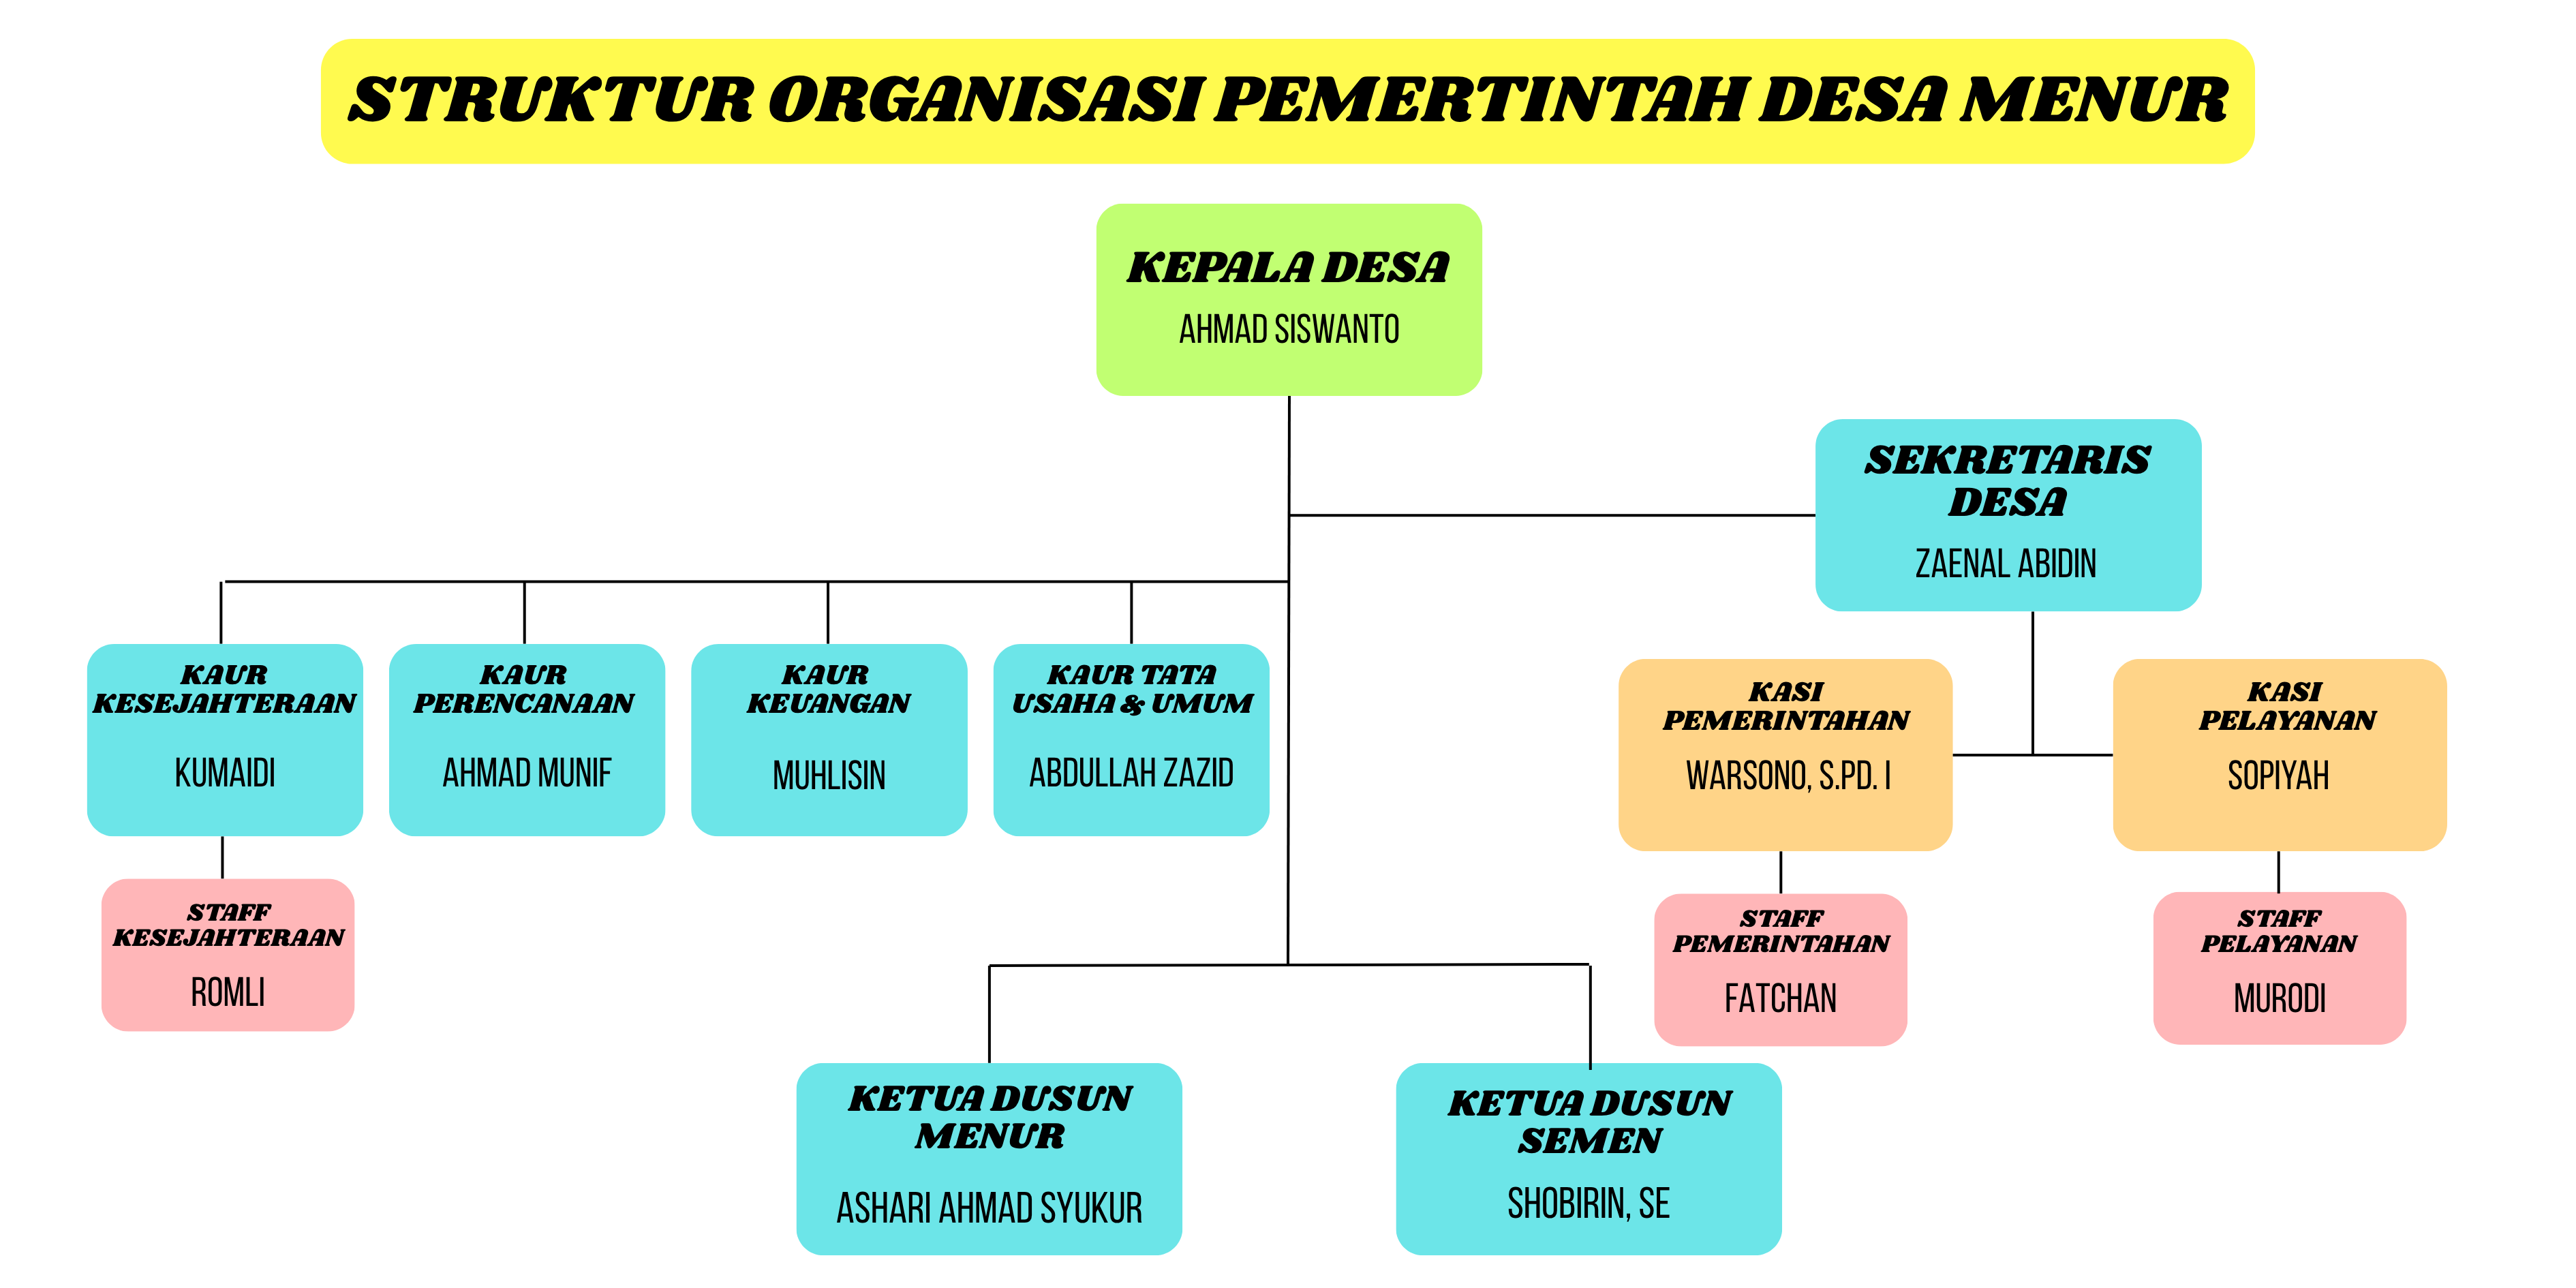 STRUKTUR ORGANISASI PEMERTINTAH DESA MENUR
KEPALA DESA
AHMAD SISWANTO
SEKRETARIS
DESA
ZAENAL ABIDIN
KAUR
KESEJAHTERAAN
KUMAIDI
KAUR
PERENCANAAN
AHMAD MUNIF
KAUR
KEUANGAN
MUHLISIN
KAUR TATA
USAHA & UMUM
ABDULLAH ZAZID
KASI
PEMERINTAHAN
WARSONO, S.PD. I
KASI
PELAYANAN
SOPIYAH
STAFF
KESEJAHTERAAN
ROMLI
STAFF
PEMERINTAHAN
FATCHAN
STAFF
PELAYANAN
MURODI
KETUA DUSUN
MENUR
ASHARI AHMAD SYUKUR
KETUA DUSUN
SEMEN
SHOBIRIN, SE